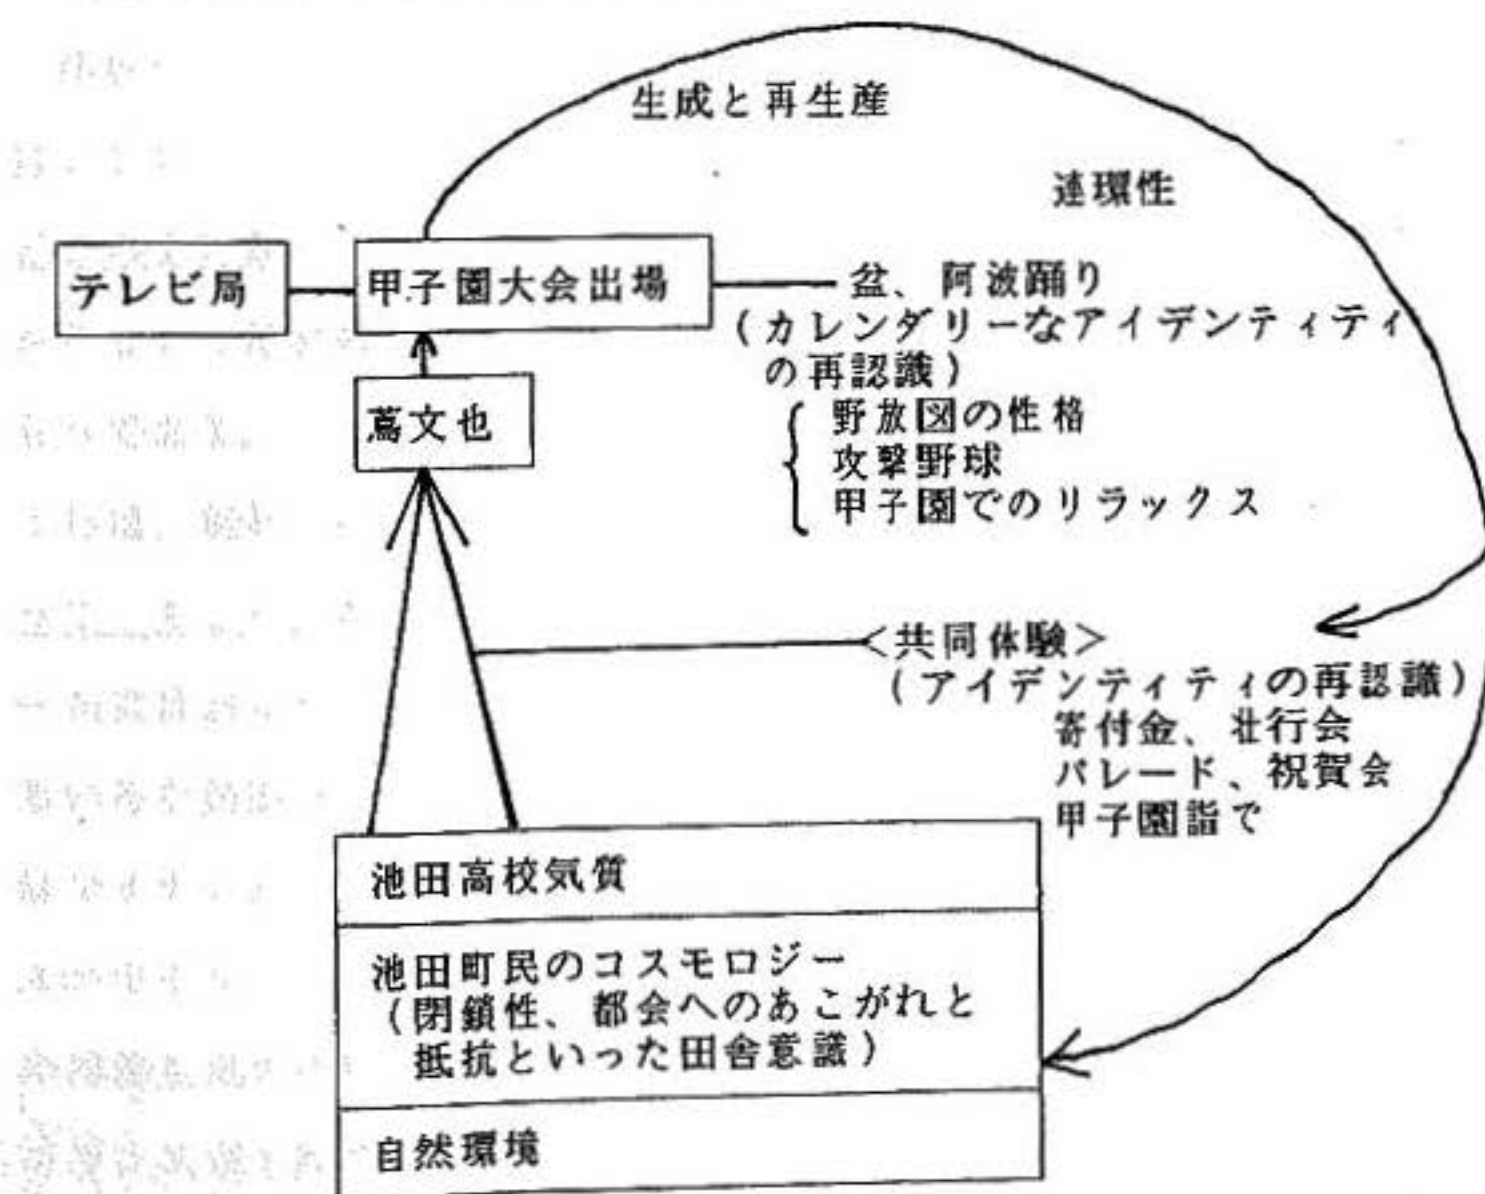 生成と再生産
連環性
テレビ局
甲子園大会出場
盆、阿波踊り
(カレンダリーなアイデンティティ
の再認識)
蔦文也
野放図の性格
攻撃野球
甲子園でのリラックス
<共同体験>
(アイデンティティの再認識)
寄付金、壮行会
パレード、祝賀会
甲子園詣で
池田高校気質
池田町民のコスモロジー
(閉鎖性、都会へのあこがれと
抵抗といった田舎意識)
自然環境